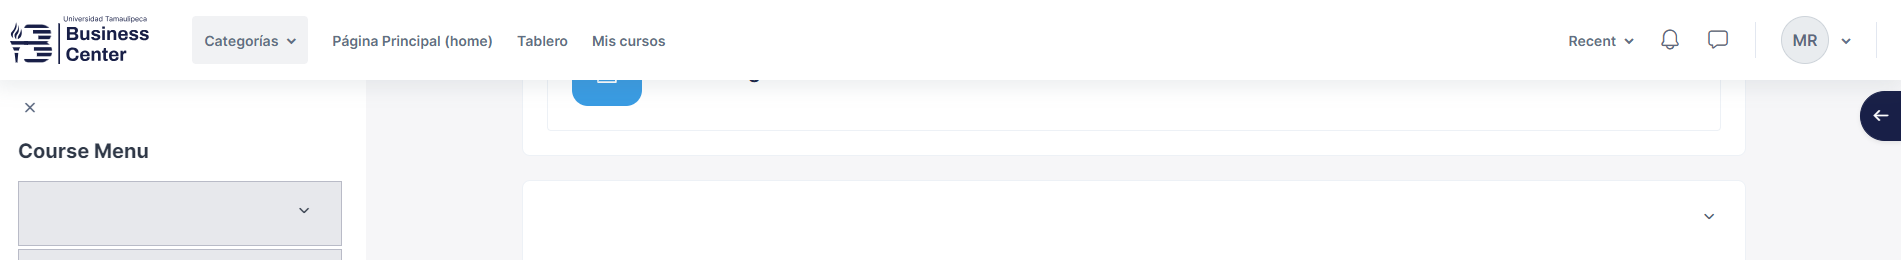 Universidad Tamaulipeca
Business
Center
Categorías
Página Principal (home)
Tablero
Mis cursos
Recent
MR
Course Menu